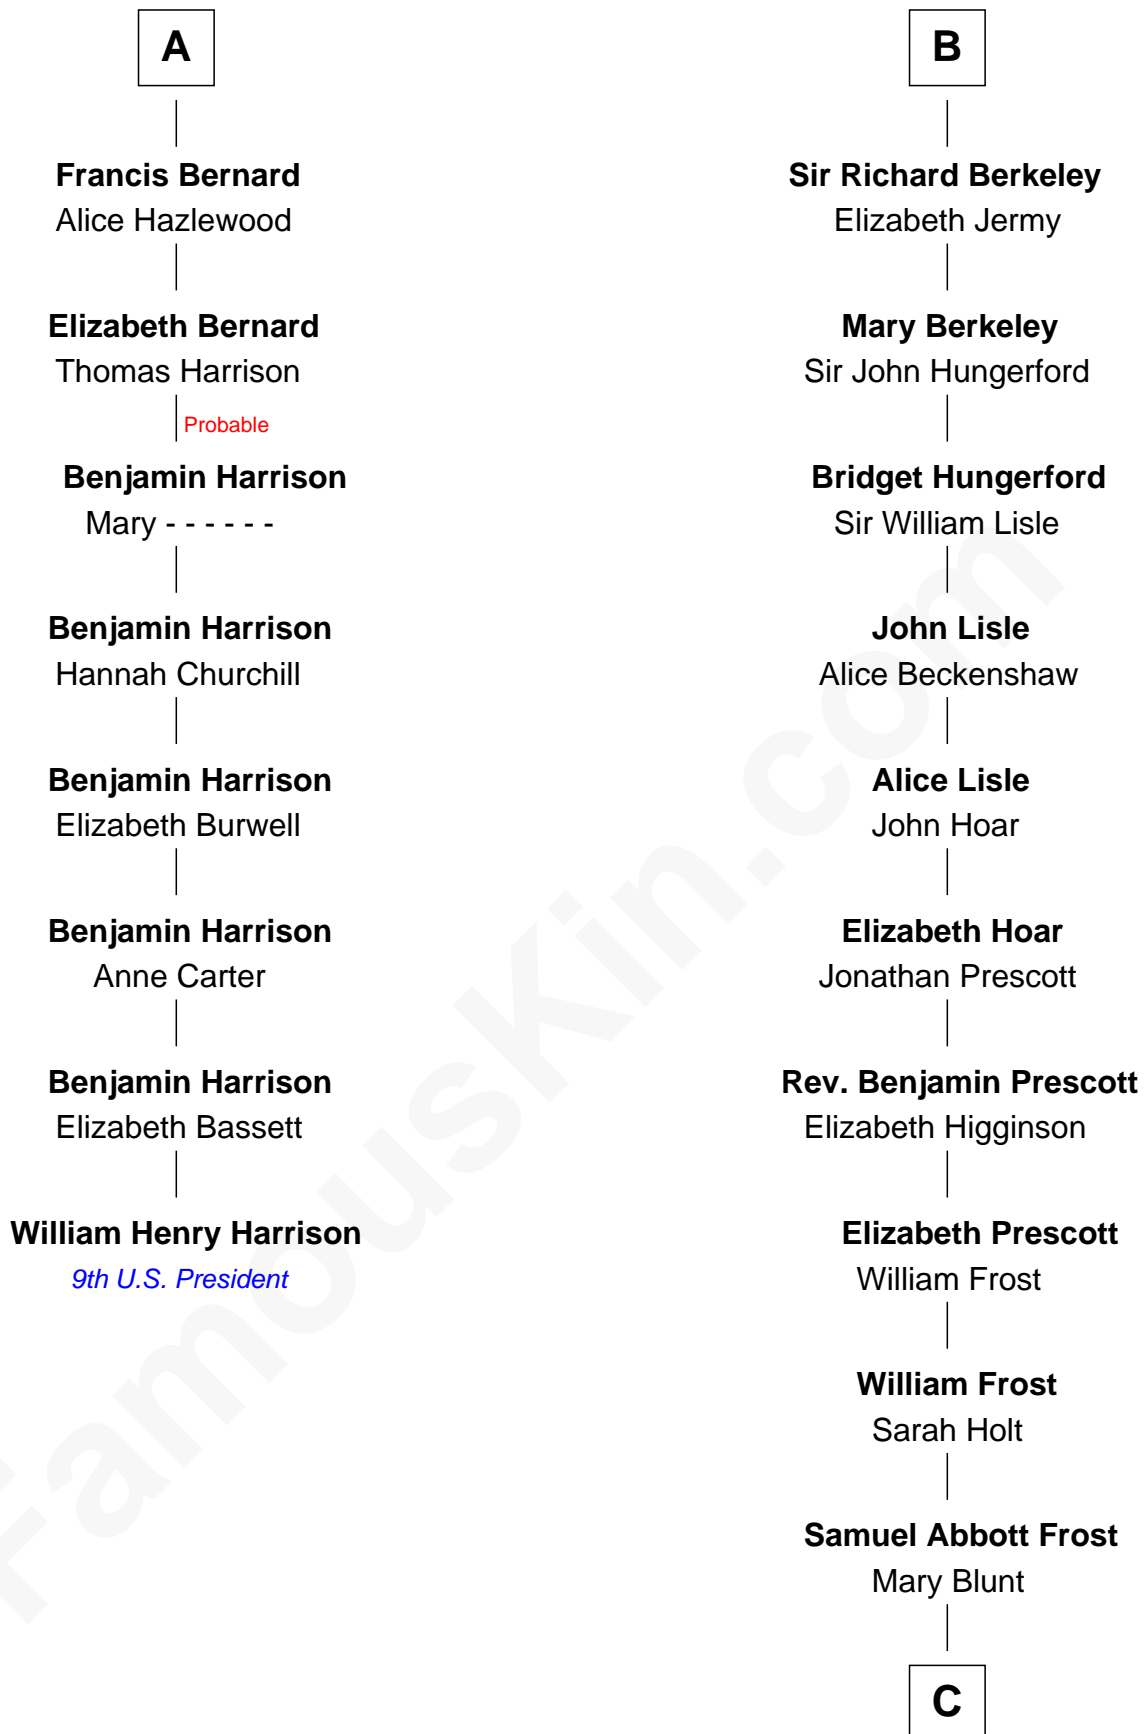 A
Francis Bernard
Alice Hazlewood
Elizabeth Bernard
Thomas Harrison
Probable
Benjamin Harrison
Mary - - - - - -
Benjamin Harrison
Hannah Churchill
Benjamin Harrison
Elizabeth Burwell
Benjamin Harrison
Anne Carter
Benjamin Harrison
Elizabeth Bassett
William Henry Harrison
9th U.S. President
B
Sir Richard Berkeley
Elizabeth Jermy
Mary Berkeley
Sir John Hungerford
Bridget Hungerford
Sir William Lisle
John Lisle
Alice Beckenshaw
Alice Lisle
John Hoar
Elizabeth Hoar
Jonathan Prescott
Rev. Benjamin Prescott
Elizabeth Higginson
Elizabeth Prescott
William Frost
William Frost
Sarah Holt
Samuel Abbott Frost
Mary Blunt
C
FamousKin.com